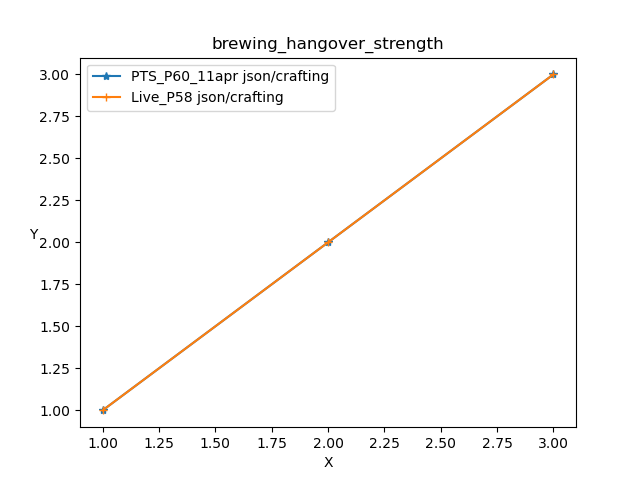 brewing_hangover_strength
PTS_P60_11apr json/crafting
Live_P58 json/crafting
3.00
2.75
2.50
2.25
Y
2.00
1.75
1.50
1.25
1.00
1.00 1.25 1.50 1.75 2.00 2.25 2.50 2.75 3.00
X